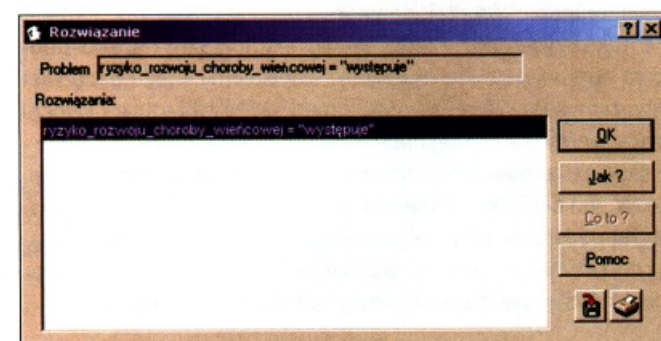 Rozwiązanie
Problem ryzyko_rozwoju_choroby_wieńcowej = "występuje"
Rozwiązania:
ryzyko_rozwoju_choroby_wieńcowej = "występuje"
OK
Jak ?
Co to ?
Pomoc